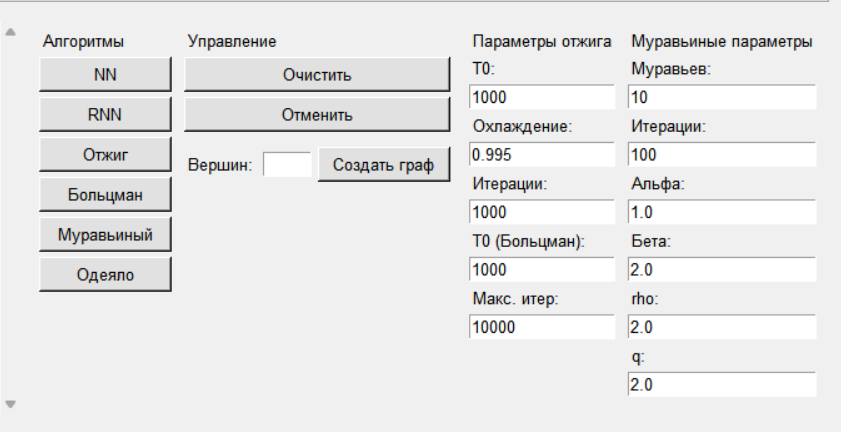 Алгоритмы
NN
RNN
Отжиг
Больцман
Муравьиный
Одеяло
Управление
Очистить
Отменить
Вершин:
Создать граф
Параметры отжига
T0:
1000
Охлаждение:
0.995
Итерации:
1000
T0 (Больцман):
1000
Макс. итер:
10000
Муравьиные параметры
Муравьев:
10
Итерации:
100
Альфа:
1.0
Бета:
2.0
rho:
2.0
q:
2.0